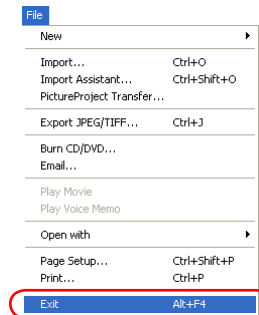 File
New
Import... Ctrl+O
Import Assistant... Ctrl+Shift+O
PictureProject Transfer...
Export JPEG/TIFF... Ctrl+J
Burn CD/DVD...
Email...
Play Movie
Play Voice Memo
Open with
Page Setup... Ctrl+Shift+P
Print... Ctrl+P
Exit Alt+F4